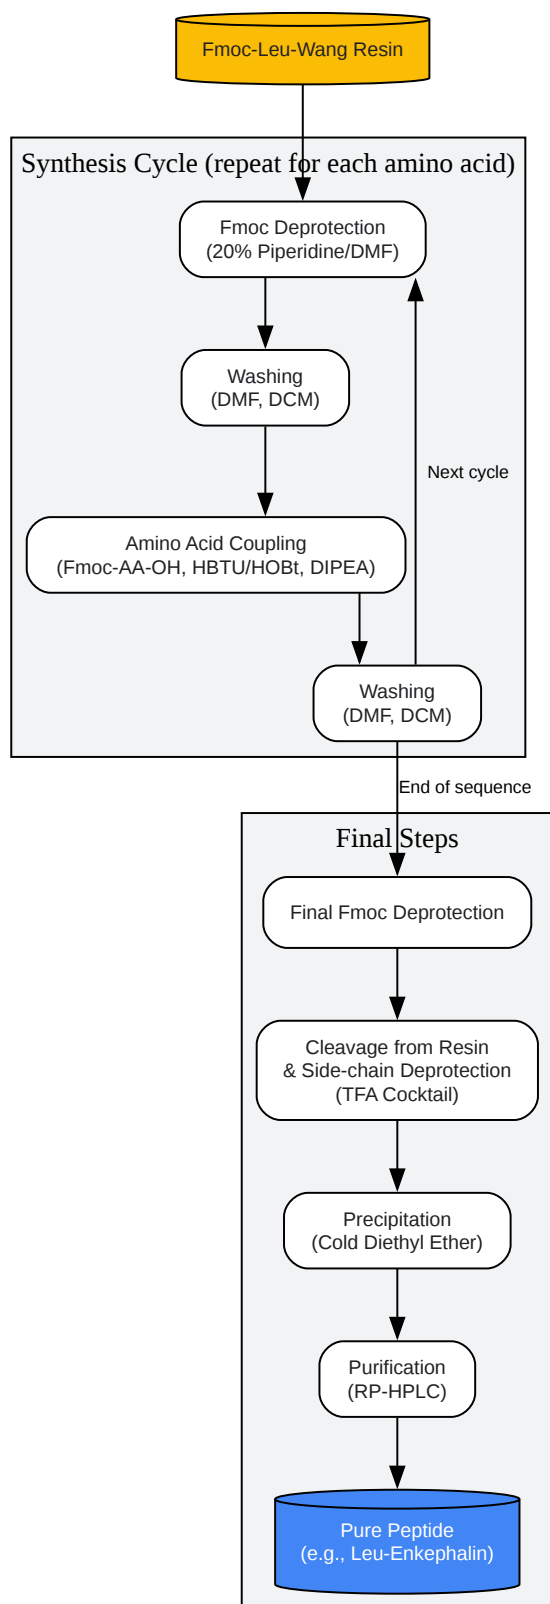 Fmoc-Leu-Wang Resin
Synthesis Cycle (repeat for each amino acid)
Fmoc Deprotection
(20% Piperidine/DMF)
Washing
(DMF, DCM)
Next cycle
Amino Acid Coupling
(Fmoc-AA-OH, HBTU/HOBt, DIPEA)
Washing
(DMF, DCM)
End of sequence
Final Steps
Final Fmoc Deprotection
Cleavage from Resin
& Side-chain Deprotection
(TFA Cocktail)
Precipitation
(Cold Diethyl Ether)
Purification
(RP-HPLC)
Pure Peptide
(e.g., Leu-Enkephalin)